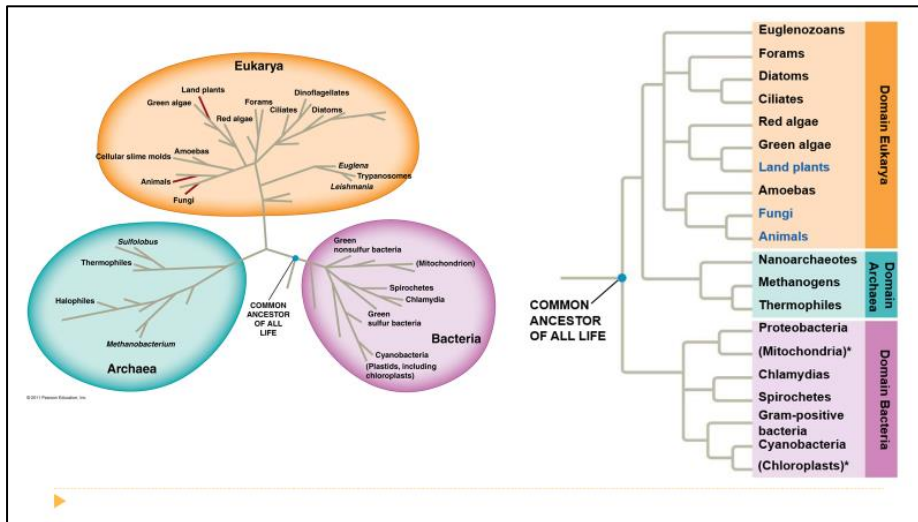 Eukarya
Land plants
Green algae
Dinoflagellates
Forams
Ciliates
Diatoms
Red algae
Amoebas
Cellular slime molds
Euglena
Trypanosomes
Leishmania
Animals
Fungi
Sulfolobus
Thermophiles
Halophiles
Methanobacterium
Archaea
COMMON
ANCESTOR
OF ALL
LIFE
Green
nonsulfur bacteria
(Mitochondrion)
Spirochetes
Chlamydia
Green
sulfur bacteria
Bacteria
Cyanobacteria
(Plastids, including
chloroplasts)
© 2011 Pearson Education, Inc.
COMMON
ANCESTOR
OF ALL LIFE
Euglenozoans
Forams
Diatoms
Ciliates
Red algae
Green algae
Land plants
Amoebas
Fungi
Animals
Domain Eukarya
Nanoarchaeotes
Methanogens
Thermophiles
Domain
Archaea
Proteobacteria
(Mitochondria)*
Chlamydias
Spirochetes
Gram-positive
bacteria
Cyanobacteria
(Chloroplasts)*
Domain Bacteria